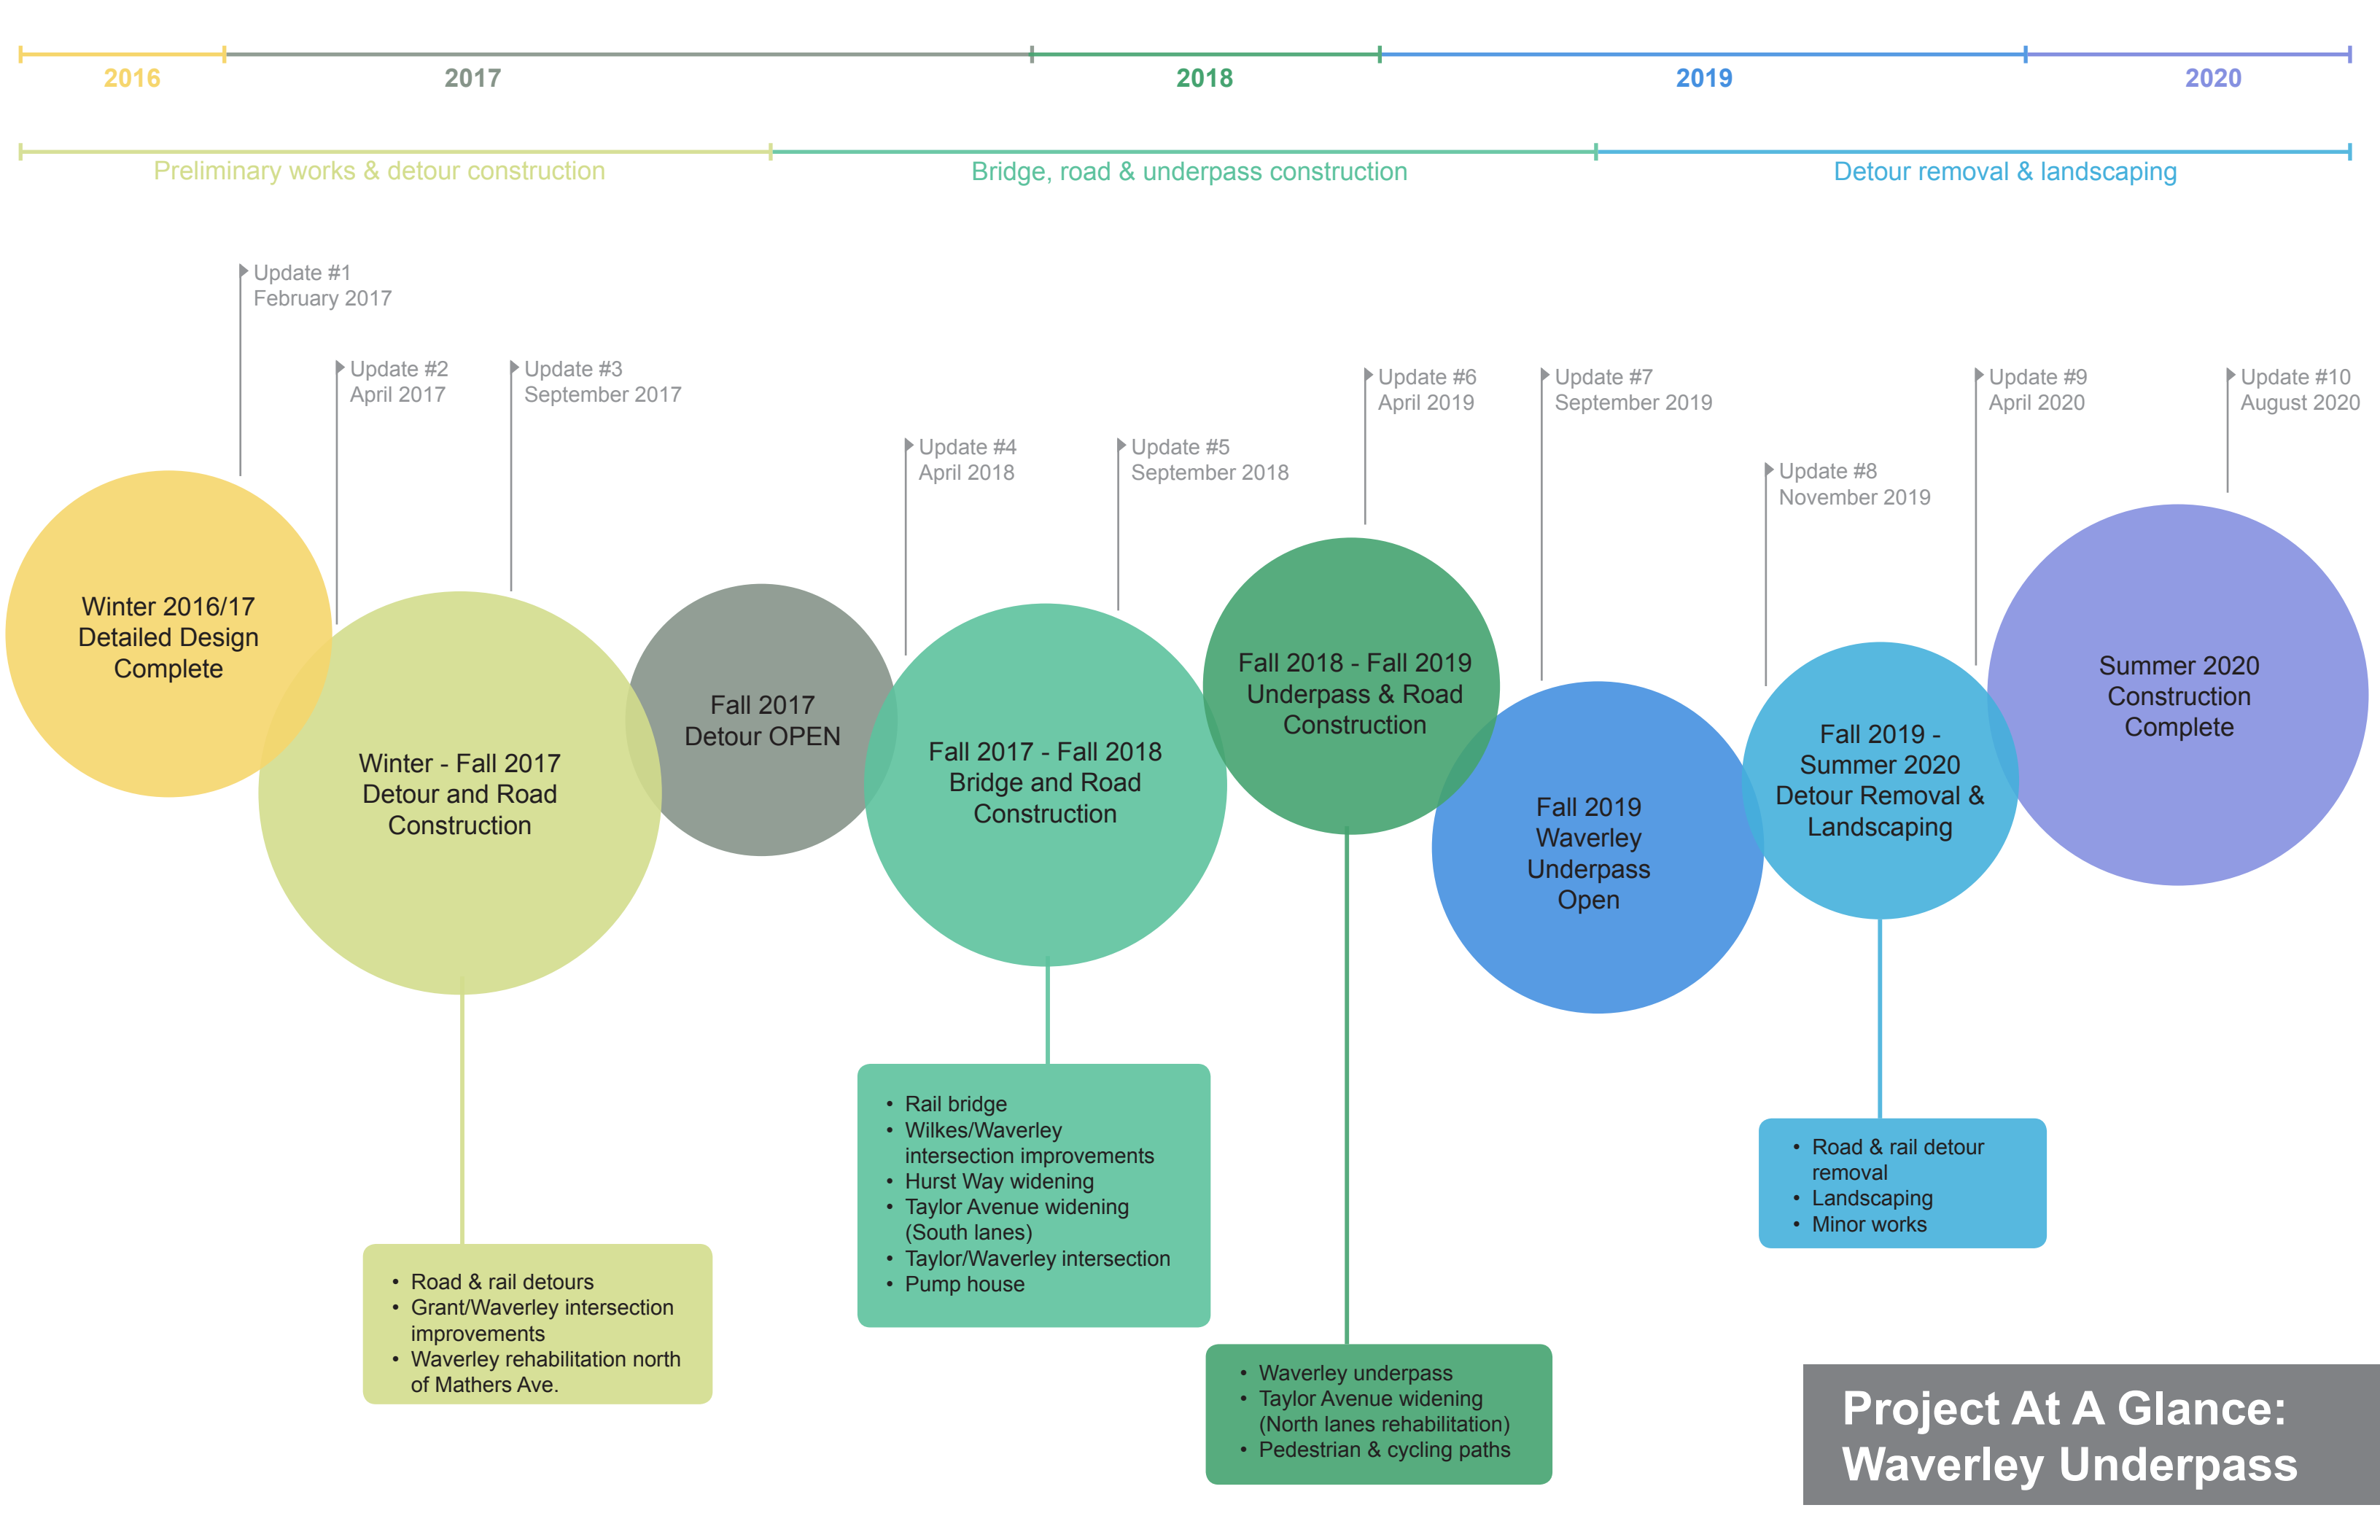 2016
2017
2018
2019
2020
Preliminary works & detour construction
Bridge, road & underpass construction
Detour removal & landscaping
Update #1
February 2017
Update #2
April 2017
Update #3
September 2017
Update #4
April 2018
Update #5
September 2018
Update #6
April 2019
Update #7
September 2019
Update #8
November 2019
Update #9
April 2020
Update #10
August 2020
Winter 2016/17
Detailed Design
Complete
Winter - Fall 2017
Detour and Road
Construction
Fall 2017
Detour OPEN
Fall 2017 - Fall 2018
Bridge and Road
Construction
Fall 2018 - Fall 2019
Underpass & Road
Construction
Fall 2019
Waverley
Underpass
Open
Fall 2019 -
Summer 2020
Detour Removal &
Landscaping
Summer 2020
Construction
Complete
• Road & rail detours
• Grant/Waverley intersection
improvements
• Waverley rehabilitation north
of Mathers Ave.
• Rail bridge
• Wilkes/Waverley
intersection improvements
• Hurst Way widening
• Taylor Avenue widening
(South lanes)
• Taylor/Waverley intersection
• Pump house
• Waverley underpass
• Taylor Avenue widening
(North lanes rehabilitation)
• Pedestrian & cycling paths
• Road & rail detour
removal
• Landscaping
• Minor works
Project At A Glance:
Waverley Underpass